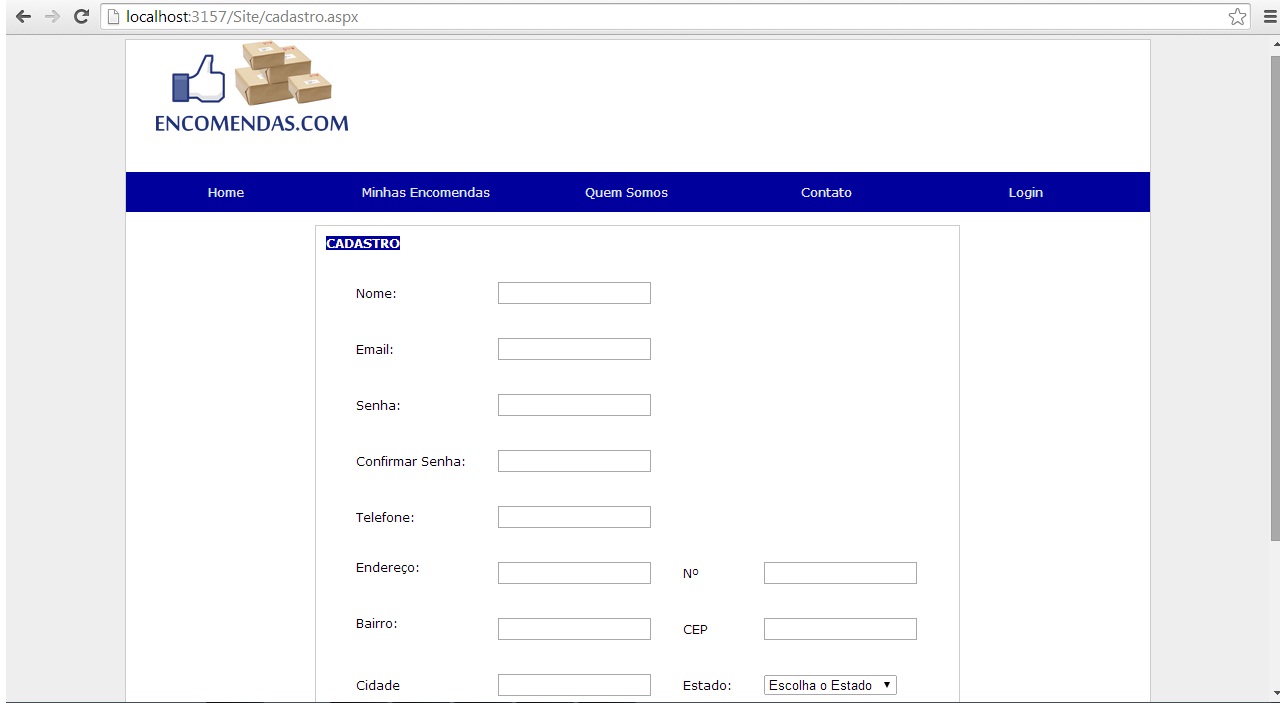 localhost:3157/Site/cadastro.aspx
ENCOMENDAS.COM
Home Minhas Encomendas Quem Somos Contato Login
CADASTRO
Nome:
Email:
Senha:
Confirmar Senha:
Telefone:
Endereço: Nº
Bairro: CEP
Cidade Estado: Escolha o Estado